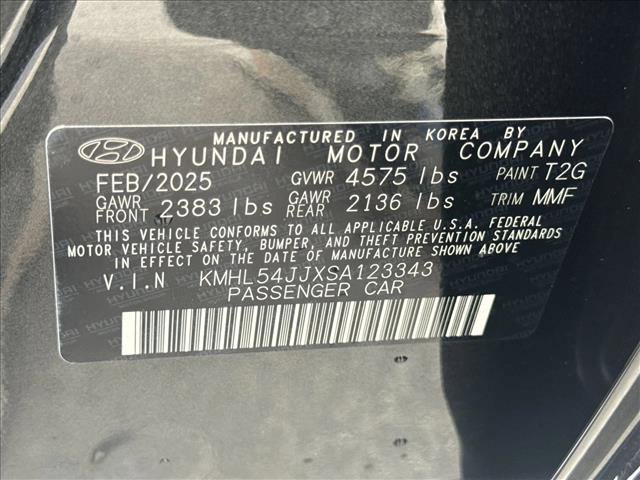 MANUFACTURED IN KOREA BY
HYUNDAI MOTOR COMPANY
FEB/2025 GVWR 4575 lbs PAINT T2G
GAWR FRONT 2383 lbs GAWR REAR 2136 lbs TRIM MMF
THIS VEHICLE CONFORMS TO ALL APPLICABLE U.S.A. FEDERAL
MOTOR VEHICLE SAFETY, BUMPER, AND THEFT PREVENTION STANDARDS
IN EFFECT ON THE DATE OF MANUFACTURE SHOWN ABOVE
V.I.N KMHL54JJXSA123343
PASSENGER CAR